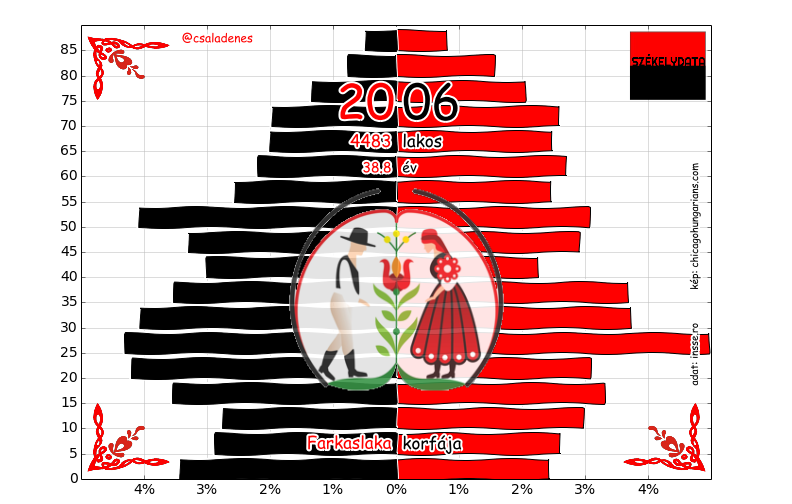 @csaladenes
SZÉKELYDATA
2006
4483 lakos
38.8 év
kép: chicagohungarians.com
adat: insse.ro
Farkaslaka korfája
85
80
75
70
65
60
55
50
45
40
35
30
25
20
15
10
5
0
4% 3% 2% 1% 0% 1% 2% 3% 4%